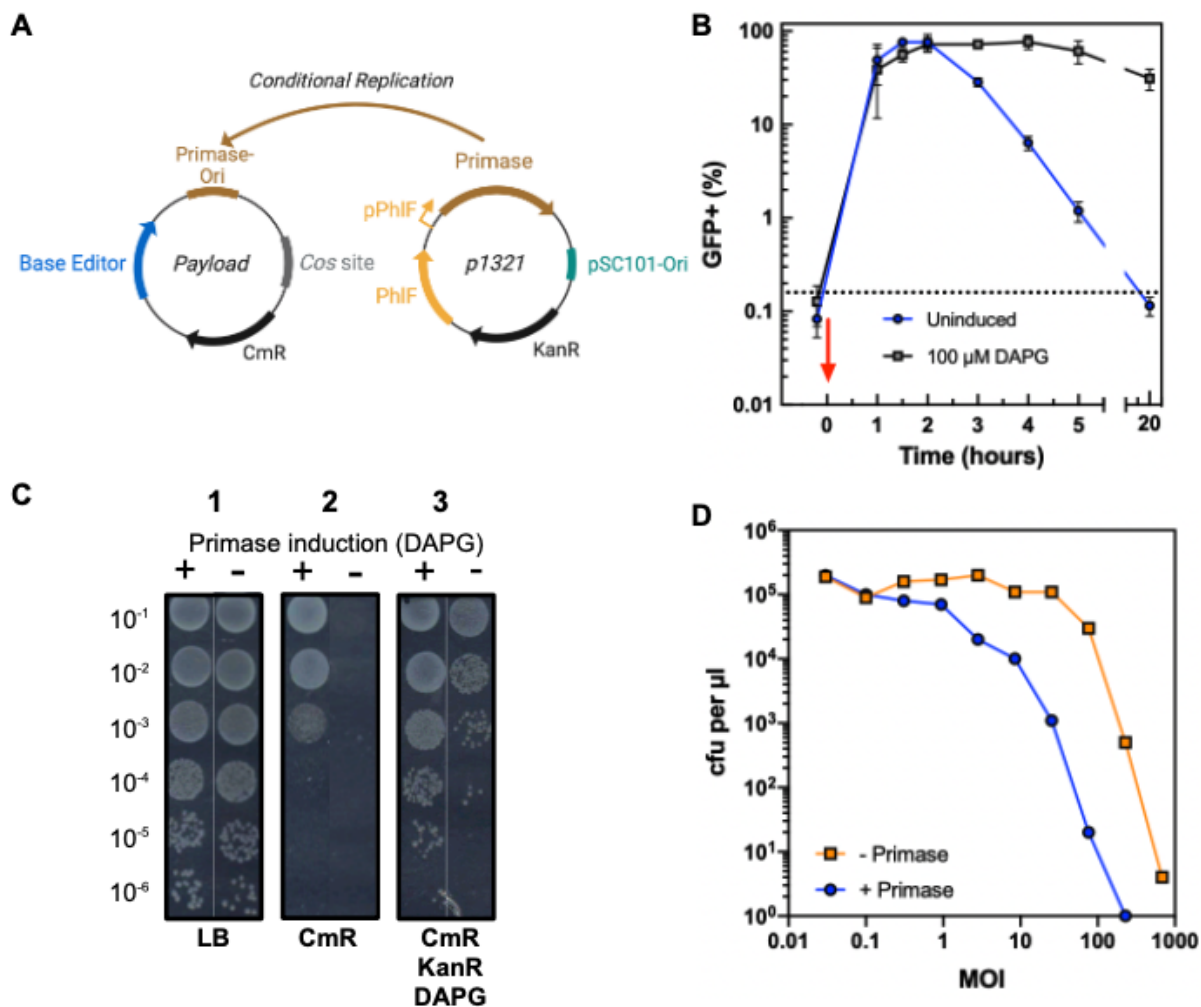 A
Conditional Replication
Primase-
Ori
Primase
pPhlF
Base Editor
Payload
Cos site
p1321
pSC101-Ori
PhlF
CmR
KanR
B
GFP+ (%)
100
10
1
0.1
0.01
Uninduced
100 µM DAPG
0 1 2 3 4 5 20
Time (hours)
C
1 2 3
Primase induction (DAPG)
+ - + - + -
10-1
10-2
10-3
10-4
10-5
10-6
LB CmR CmR
KanR
DAPG
D
cfu per µl
10⁶
10⁵
10⁴
10³
10²
10¹
10⁰
- Primase
+ Primase
0.01 0.1 1 10 100 1000
MOI